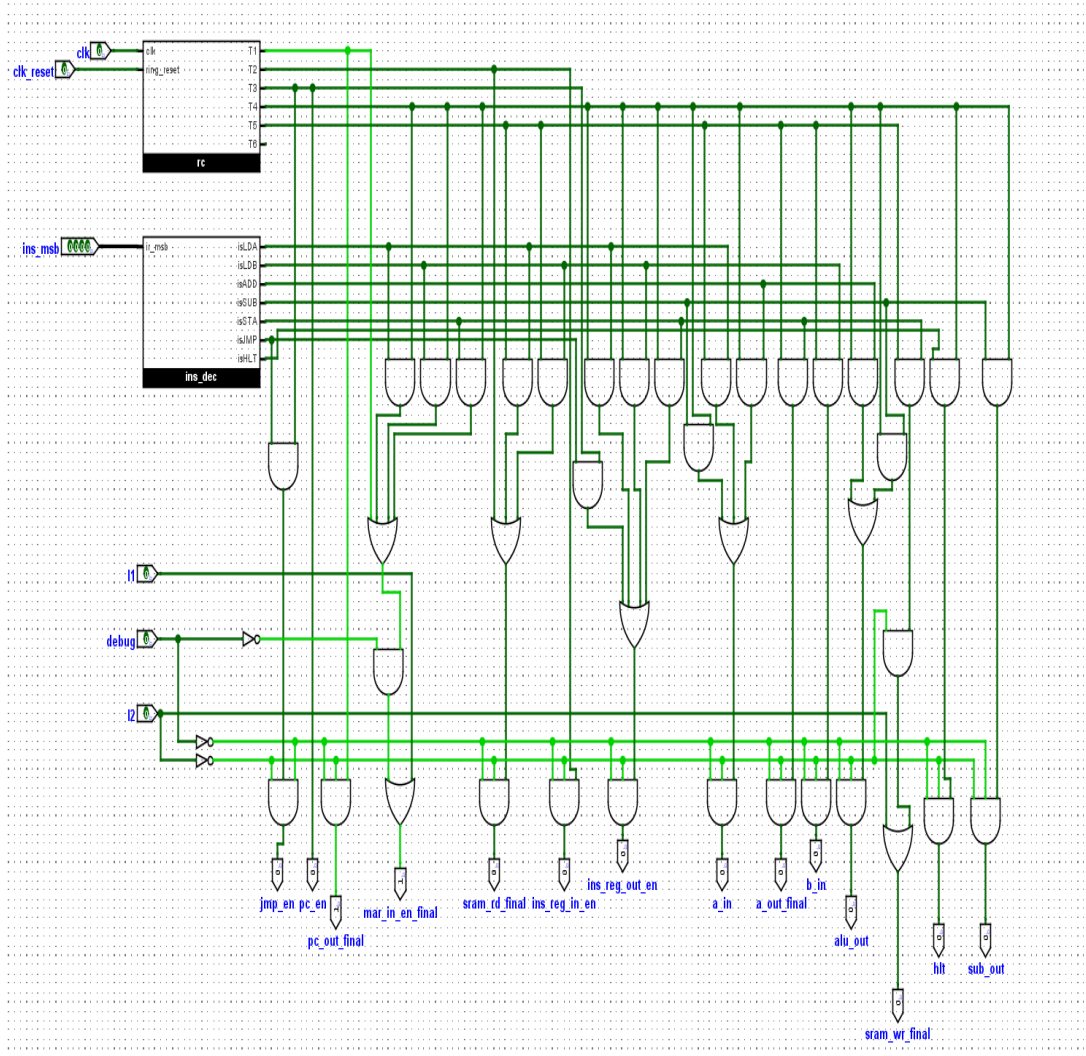 clk
clk_reset
clk
ring_reset
T1
T2
T3
T4
T5
T6
rc
ins_msb
ir_msb
isLDA
isLDB
isADD
isSUB
isSTA
isJMP
isHLT
ins_dec
I1
debug
I2
jmp_en
pc_en
pc_out_final
mar_in_en_final
sram_rd_final
ins_reg_in_en
ins_reg_out_en
a_in
a_out_final
b_in
alu_out
sram_wr_final
hlt
sub_out